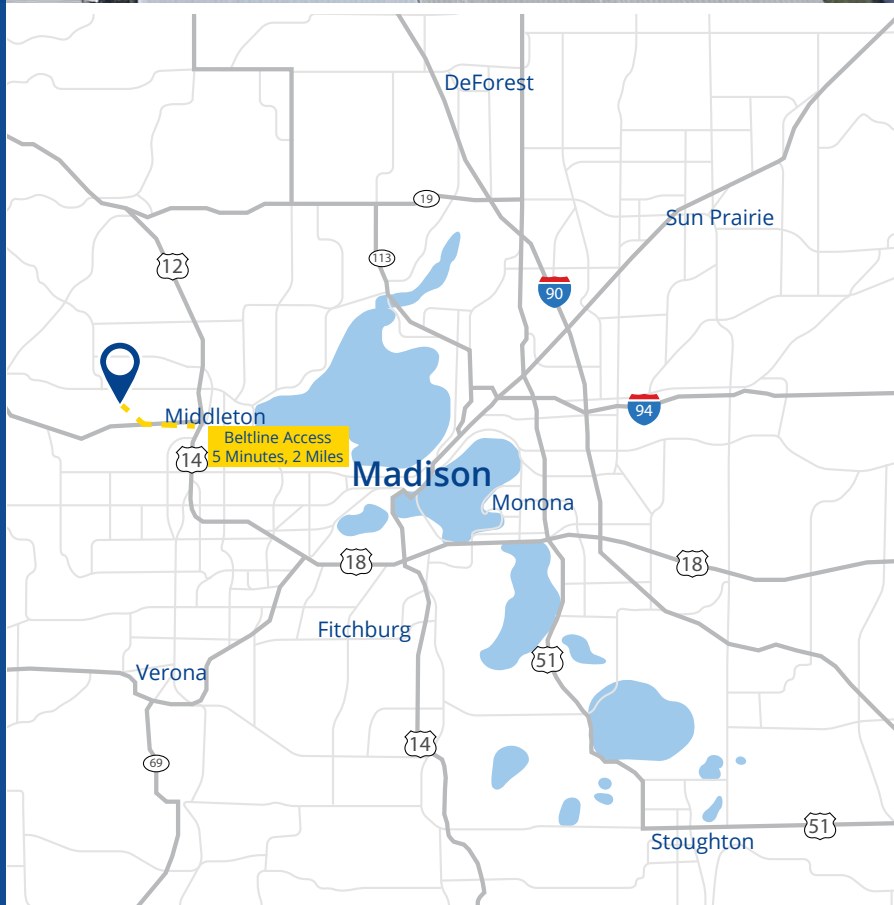 DeForest
19
Sun Prairie
113
12
90
94
Middleton
Beltline Access
5 Minutes, 2 Miles
14
Madison
Monona
18
18
Fitchburg
51
Verona
14
69
51
Stoughton